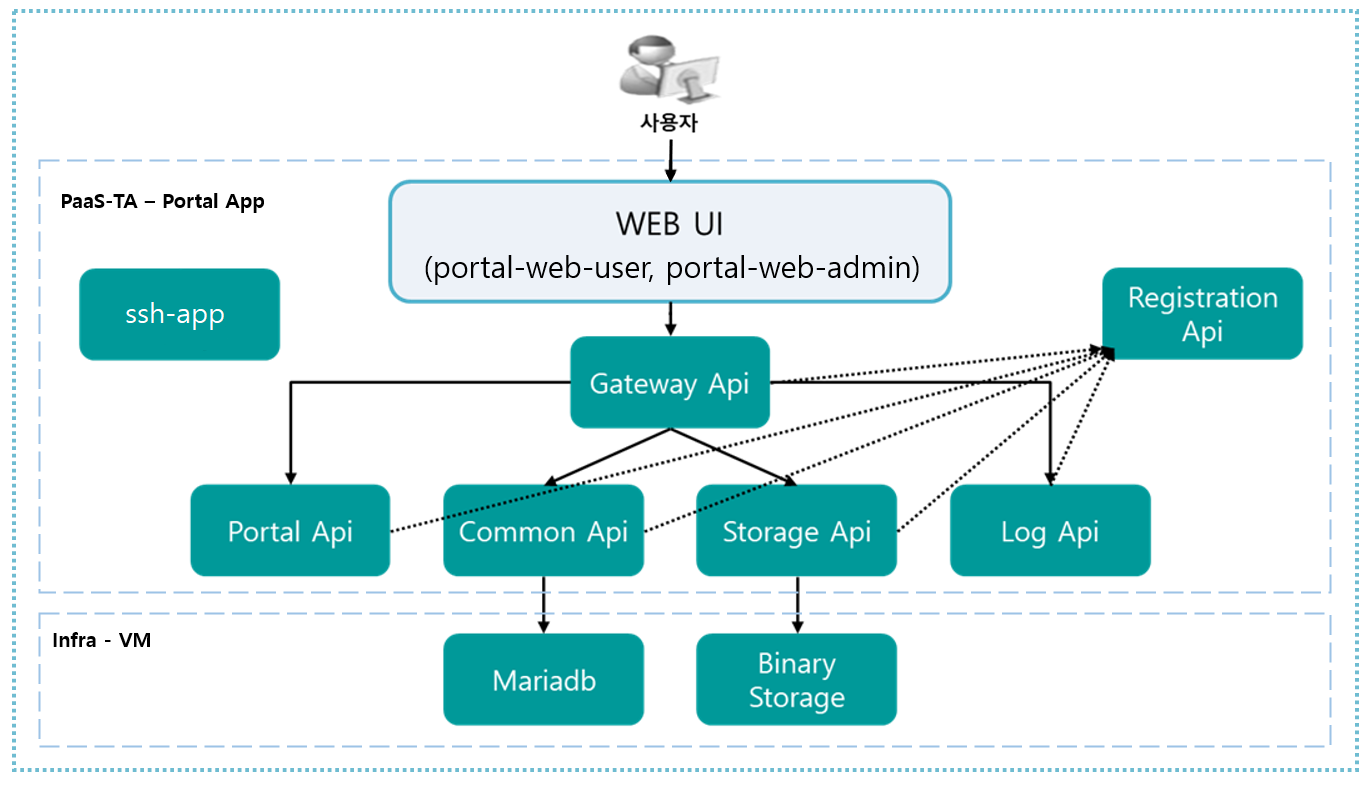 사용자
PaaS-TA – Portal App
WEB UI
(portal-web-user, portal-web-admin)
ssh-app
Registration
Api
Gateway Api
Portal Api
Common Api
Storage Api
Log Api
Infra - VM
Mariadb
Binary
Storage